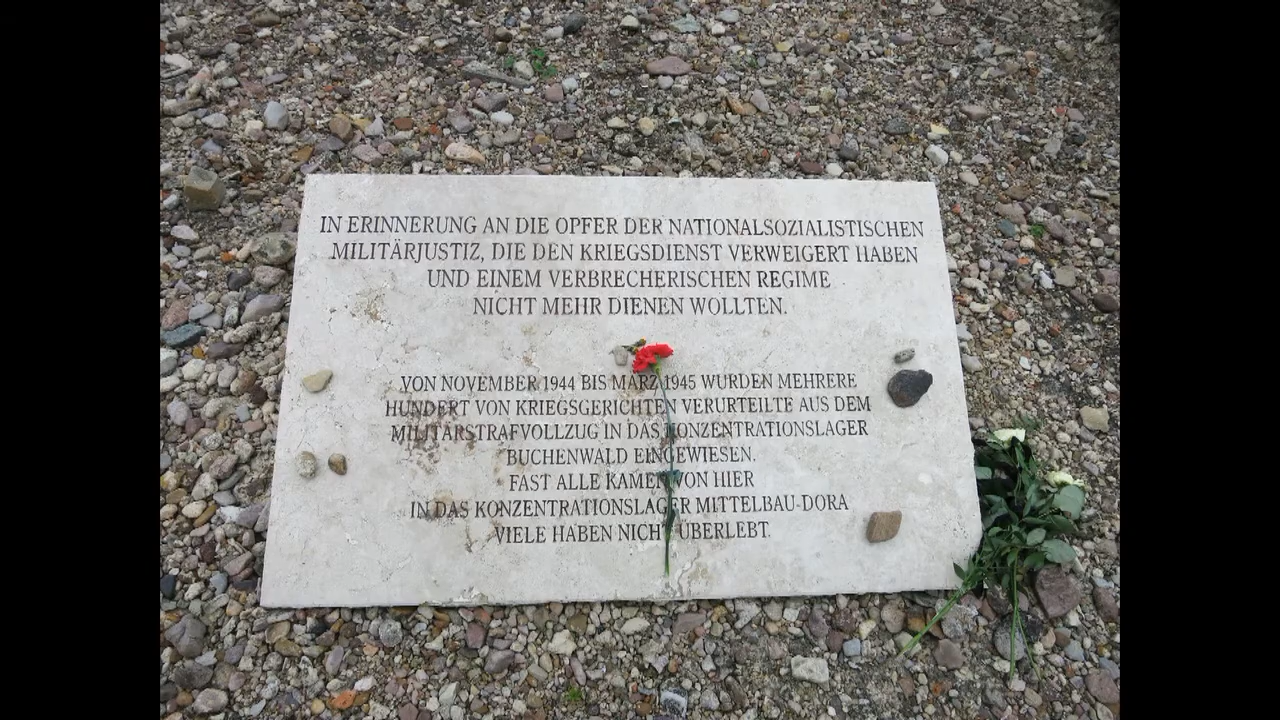 IN ERINNERUNG AN DIE OPFER DER NATIONALSOZIALISTISCHEN
MILITÄRJUSTIZ, DIE DEN KRIEGSDIENST VERWEIGERT HABEN
UND EINEM VERBRECHERISCHEN REGIME
NICHT MEHR DIENEN WOLLTEN.
VON NOVEMBER 1944 BIS MÄRZ 1945 WURDEN MEHRERE
HUNDERT VON KRIEGSGERICHTEN VERURTEILTE AUS DEM
MILITÄRSTRAFVOLLZUG IN DAS KONZENTRATIONSLAGER
BUCHENWALD EINGEWIESEN.
FAST ALLE KAMEN VON HIER
IN DAS KONZENTRATIONSLAGER MITTELBAU-DORA
VIELE HABEN NICHT ÜBERLEBT.